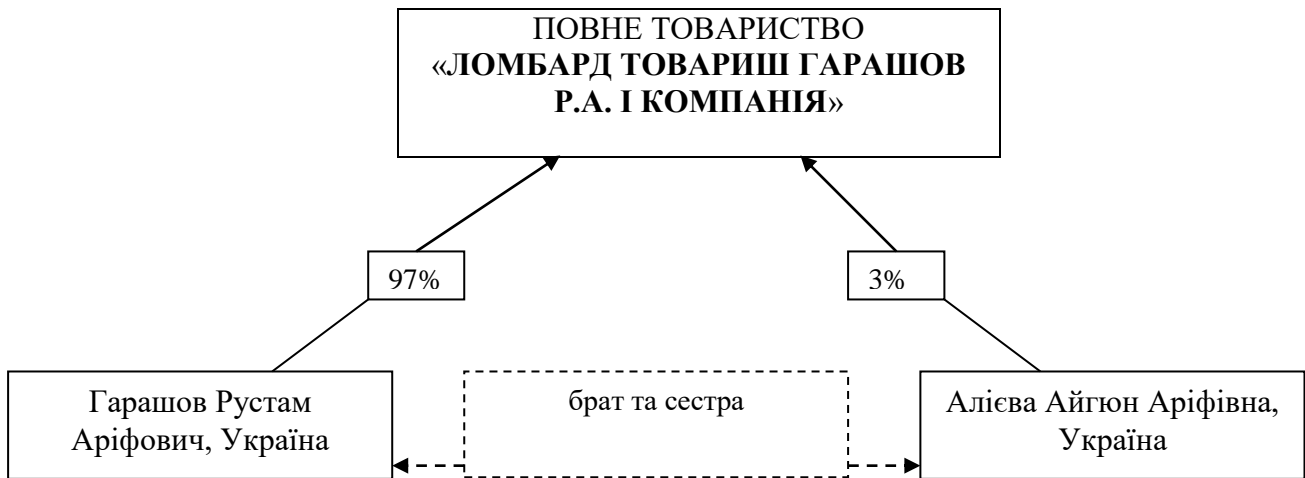 ПОВНЕ ТОВАРИСТВО
«ЛОМБАРД ТОВАРИШ ГАРАШОВ
Р.А. І КОМПАНІЯ»
97%
3%
Гарашов Рустам
Аріфович, Україна
брат та сестра
Алієва Айгюн Аріфівна,
Україна